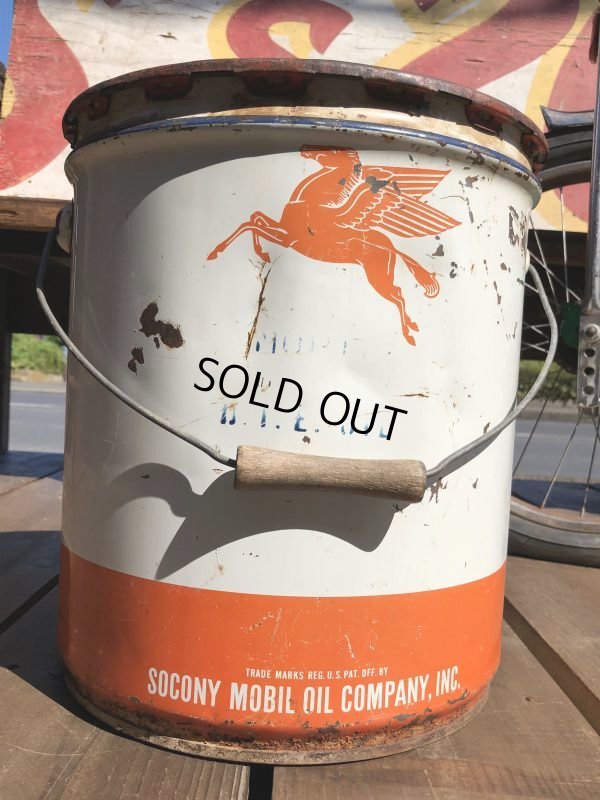 SOLD OUT
TRADE MARKS REG. U.S. PAT. OFF. BY
SOCONY MOBIL OIL COMPANY, INC.